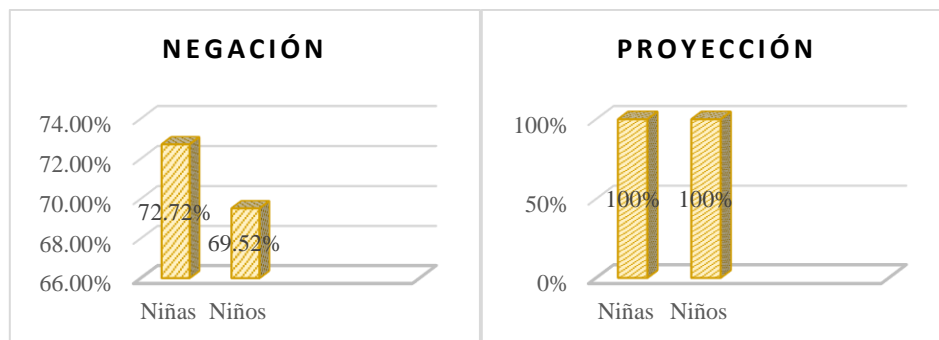 NEGACIÓN
74.00%
72.00%
70.00%
68.00%
66.00%
72.72%
69.52%
Niñas Niños
PROYECCIÓN
100%
50%
0%
100% 100%
Niñas Niños